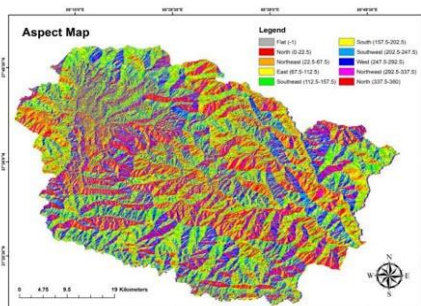 Aspect Map
Legend
Flat (-1)
North (0-22.5)
Northeast (22.5-67.5)
East (67.5-112.5)
Southeast (112.5-157.5)
South (157.5-202.5)
Southwest (202.5-247.5)
West (247.5-292.5)
Northwest (292.5-337.5)
North (337.5-360)
N
W
E
S
0 4.75 9.5 19 Kilometers